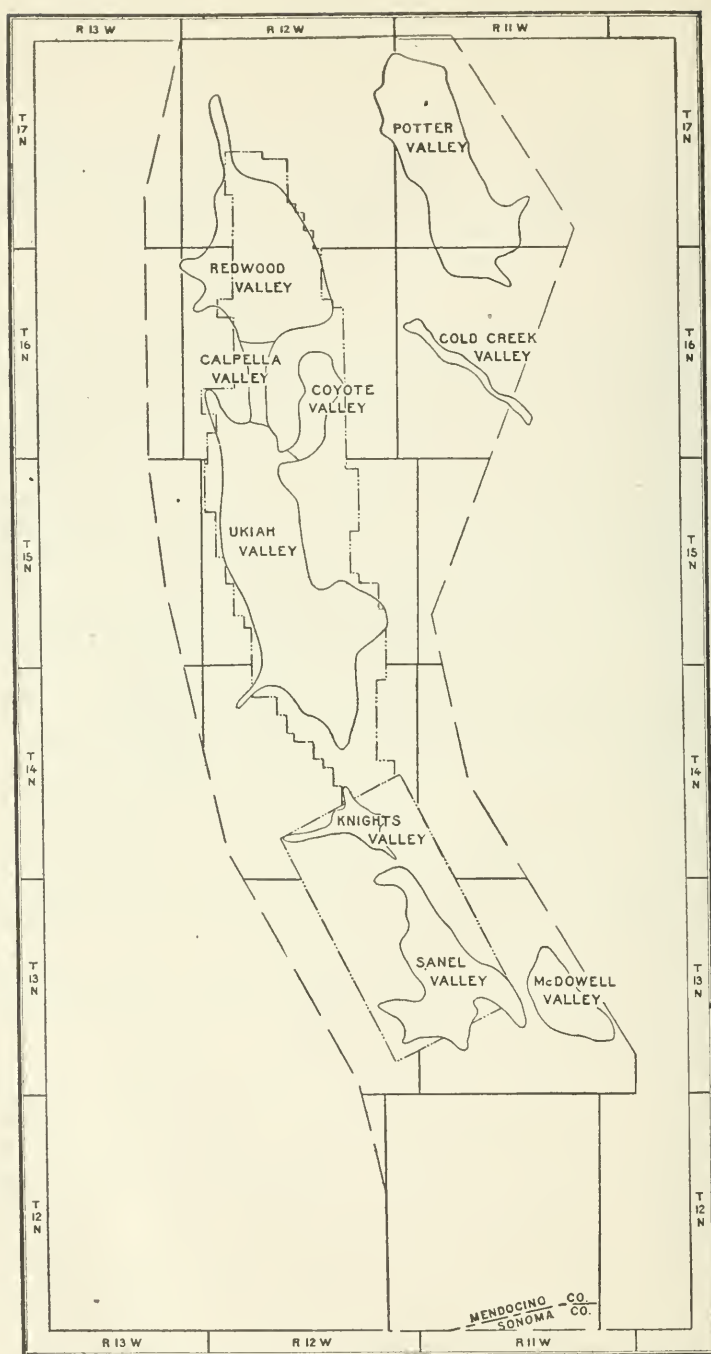 R 13 W
R 12 W
R 11 W
T
17
N
T
17
N
POTTER
VALLEY
REDWOOD
VALLEY
T
16
N
T
16
N
COLD CREEK
VALLEY
CALPELLA
VALLEY
COYOTE
VALLEY
T
15
N
T
15
N
UKIAH
VALLEY
T
14
N
T
14
N
KNIGHTS
VALLEY
T
13
N
T
13
N
SANEL
VALLEY
McDOWELL
VALLEY
T
12
N
T
12
N
MENDOCINO CO.
SONOMA CO.
R 13 W
R 12 W
R 11 W